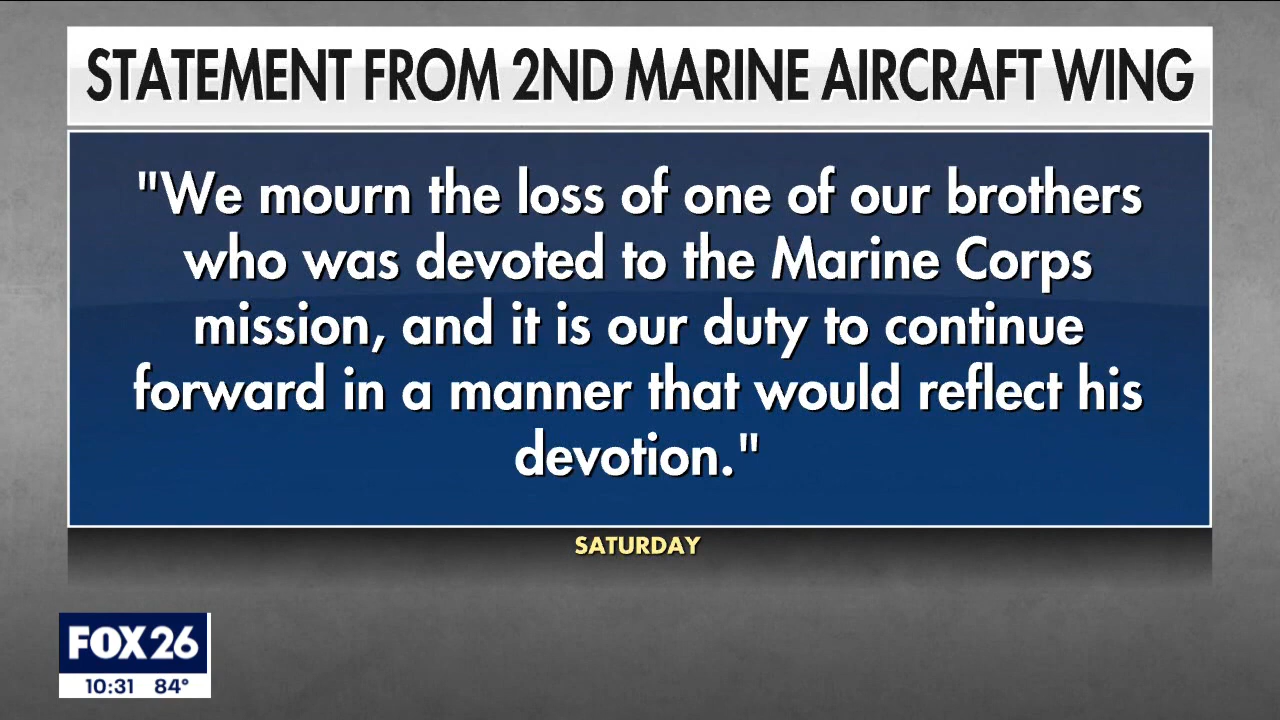 STATEMENT FROM 2ND MARINE AIRCRAFT WING
"We mourn the loss of one of our brothers
who was devoted to the Marine Corps
mission, and it is our duty to continue
forward in a manner that would reflect his
devotion."
SATURDAY
FOX 26
10:31 84°